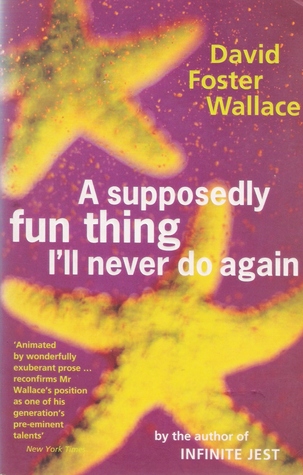 David
Foster
Wallace
A supposedly
fun thing
I'll never do again
'Animated
by wonderfully
exuberant prose ...
reconfirms Mr
Wallace's position
as one of his
generation's
pre-eminent
talents'
New York Times
by the author of
INFINITE JEST